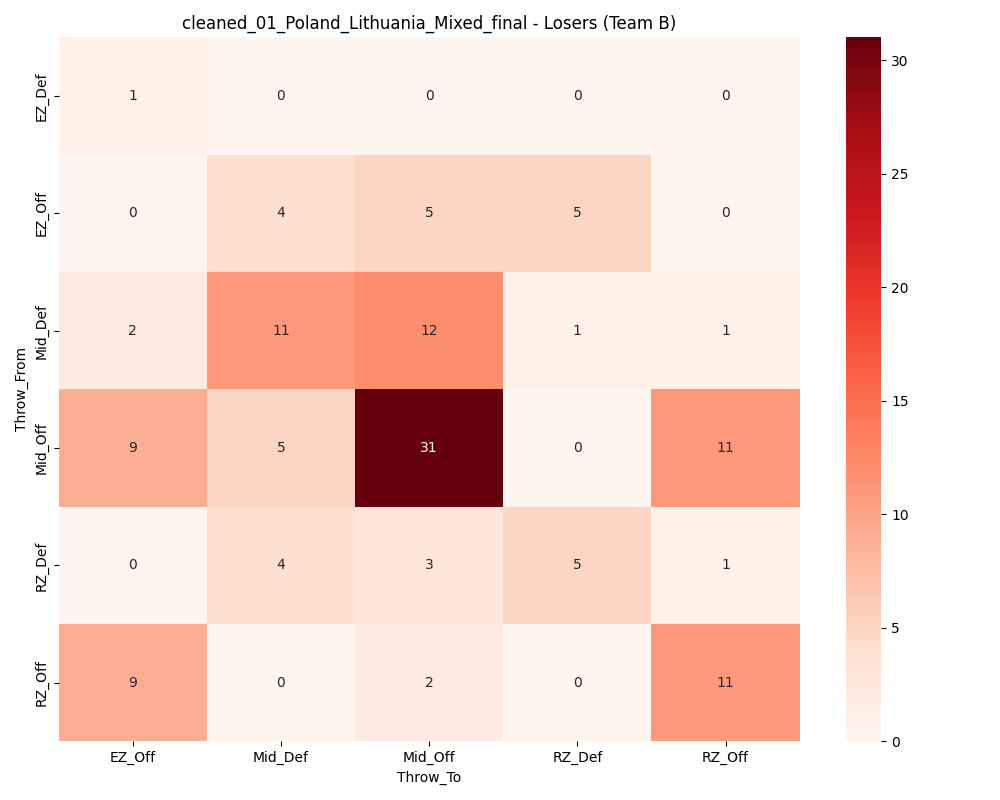 cleaned_01_Poland_Lithuania_Mixed_final - Losers (Team B)
Throw_From
EZ_Def 1 0 0 0 0
EZ_Off 0 4 5 5 0
Mid_Def 2 11 12 1 1
Mid_Off 9 5 31 0 11
RZ_Def 0 4 3 5 1
RZ_Off 9 0 2 0 11
EZ_Off Mid_Def Mid_Off RZ_Def RZ_Off
Throw_To
30
25
20
15
10
5
0